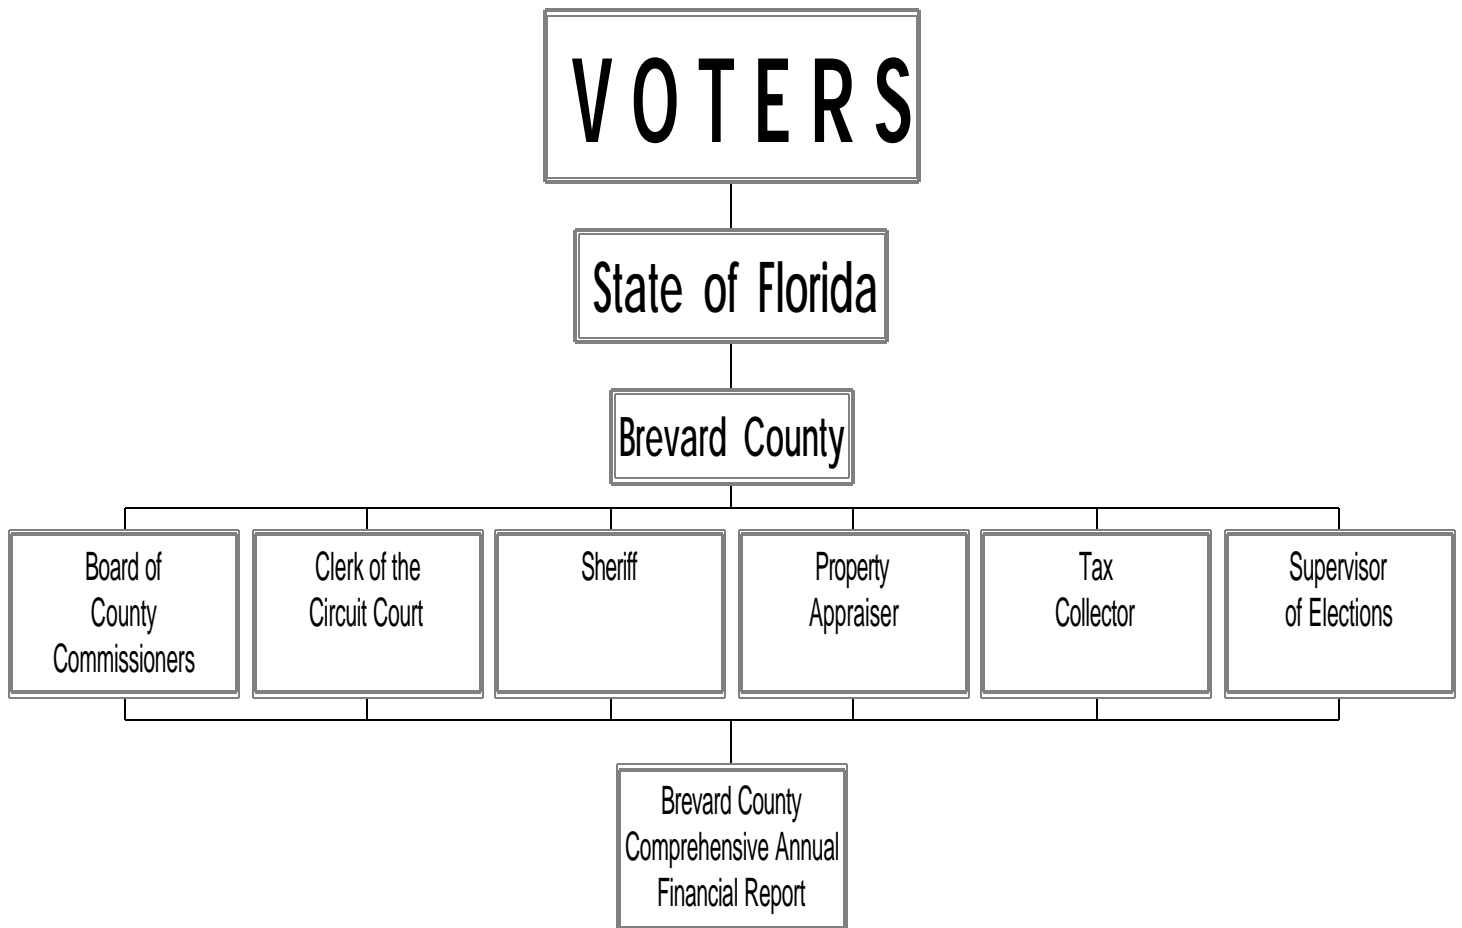 VOTERS
State of Florida
Brevard County
Board of
County
Commissioners
Clerk of the
Circuit Court
Sheriff
Property
Appraiser
Tax
Collector
Supervisor
of Elections
Brevard County
Comprehensive Annual
Financial Report